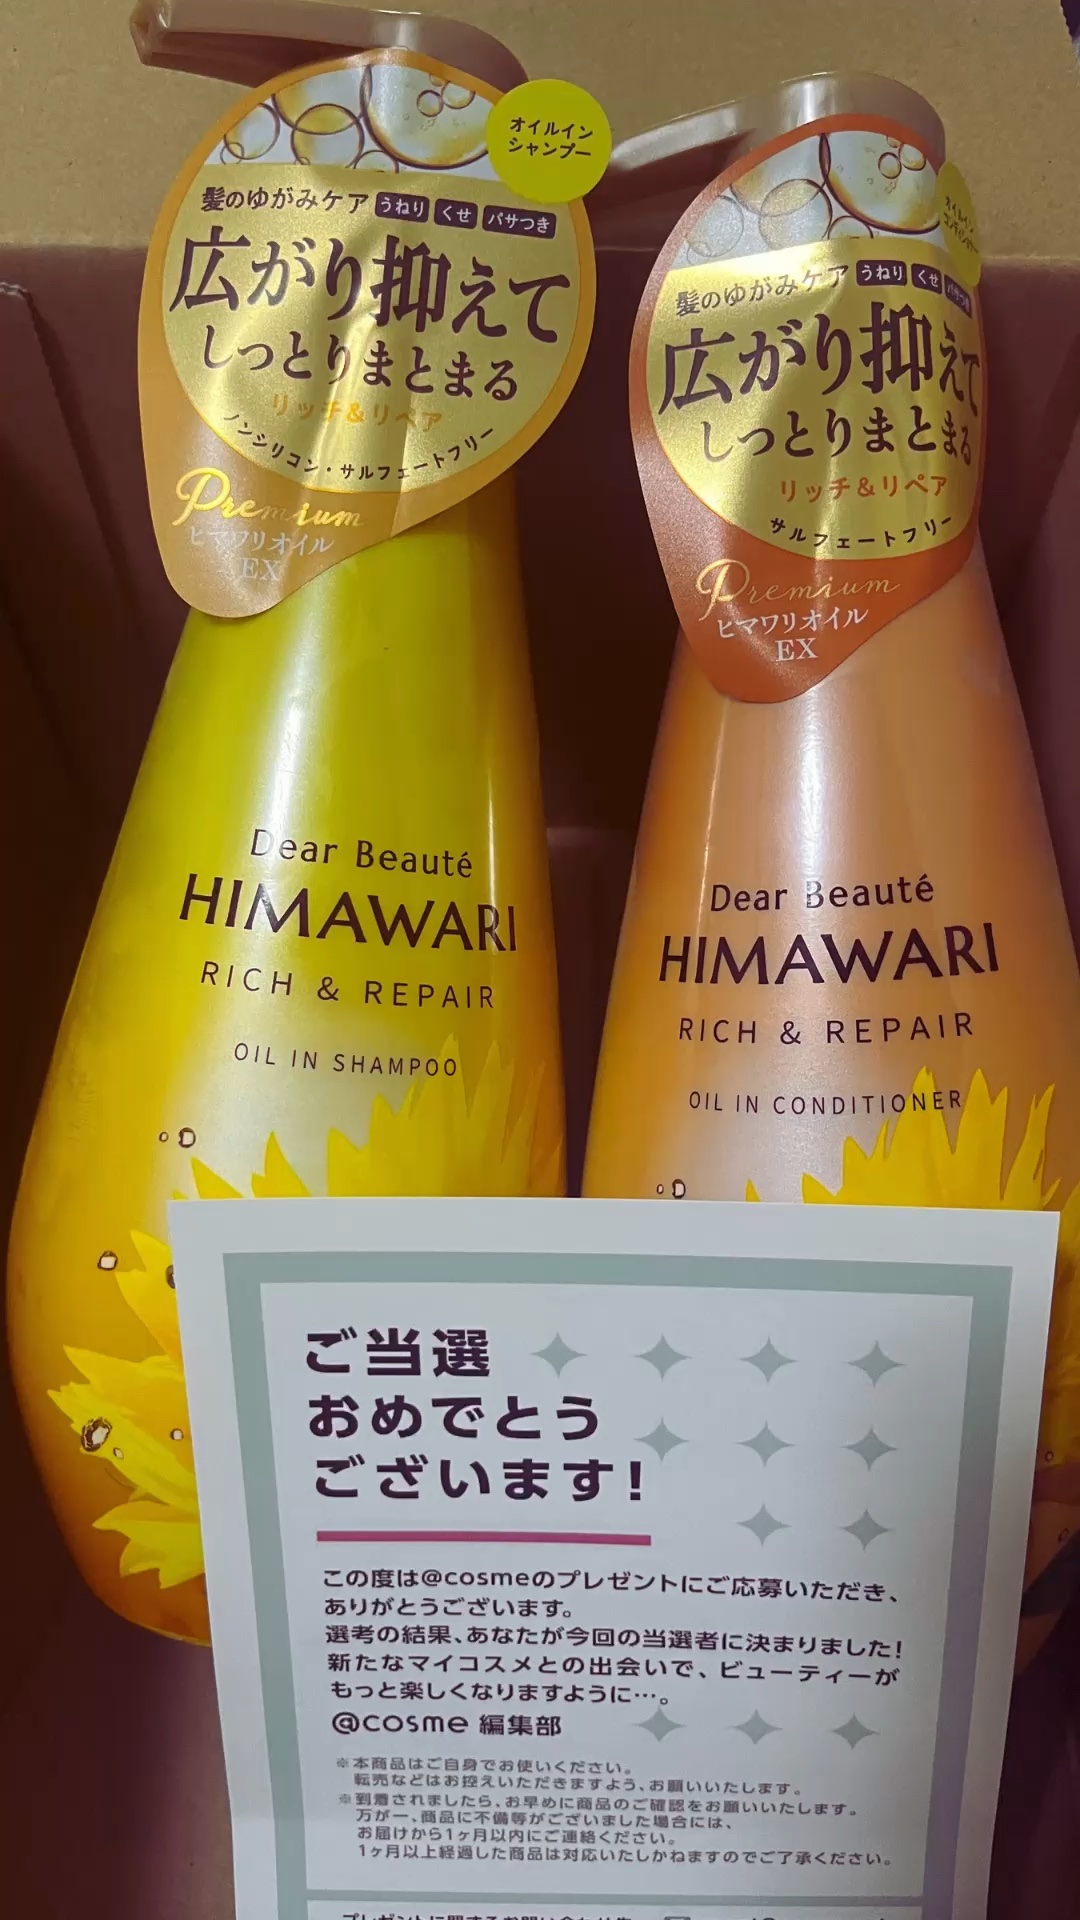 オイルイン
シャンプー
髪のゆがみケア うねり くせ パサつき
広がり抑えて
しっとりまとまる
リッチ&リペア
ノンシリコン・サルフェートフリー
Premium
ヒマワリオイル
EX
Dear Beauté
HIMAWARI
RICH & REPAIR
OIL IN SHAMPOO
オイルイン
コンディショナー
髪のゆがみケア うねり くせ パサつき
広がり抑えて
しっとりまとまる
リッチ&リペア
サルフェートフリー
Premium
ヒマワリオイル
EX
Dear Beauté
HIMAWARI
RICH & REPAIR
OIL IN CONDITIONER
ご当選
おめでとう
ございます!
この度は@cosmeのプレゼントにご応募いただき、
ありがとうございます。
選考の結果、あなたが今回の当選者に決まりました!
新たなマイコスメとの出会いで、ビューティーが
もっと楽しくなりますように…。
@cosme 編集部
※本商品はご自身でお使いください。
転売などはお控えいただきますよう、お願いいたします。
※到着されましたら、お早めに商品のご確認をお願いいたします。
万が一、商品に不備等がございました場合には、
お届けから1ヶ月以内にご連絡ください。
1ヶ月以上経過した商品は対応いたしかねますのでご了承ください。